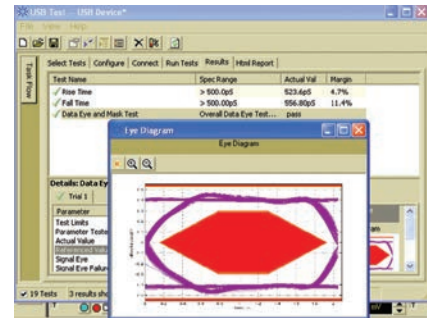 USB Test -- USB Device*
File View Help
Task Flow
Select Tests Configure Connect Run Tests Results Html Report
Test Name Spec Range Actual Val Margin
Rise Time > 500.0pS 523.6pS 4.7%
Fall Time > 500.00pS 556.80pS 11.4%
Data Eye and Mask Test Overall Data Eye Test... pass
Eye Diagram
Eye Diagram
Details: Data Ey
Trial 1
Parameter
Test Limits
Parameter Teste
Actual Value
Referenced Value
Signal Eye
Signal Eye Failur
19 Tests 3 results sho
mV